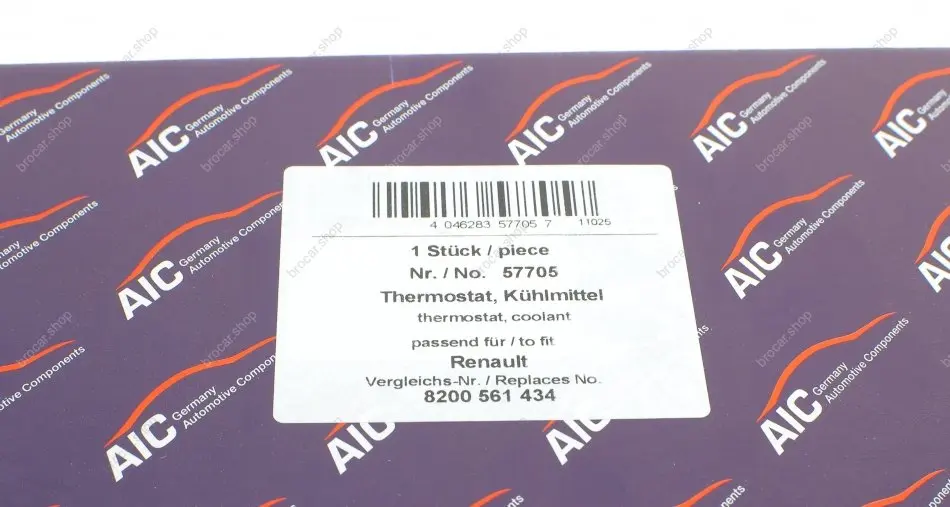 AIC Germany
Automotive Components
4 046283 57705 7 11025
1 Stück / piece
Nr. / No. 57705
Thermostat, Kühlmittel
thermostat, coolant
passend für / to fit
Renault
Vergleichs-Nr. / Replaces No.
8200 561 434
brocar.shop